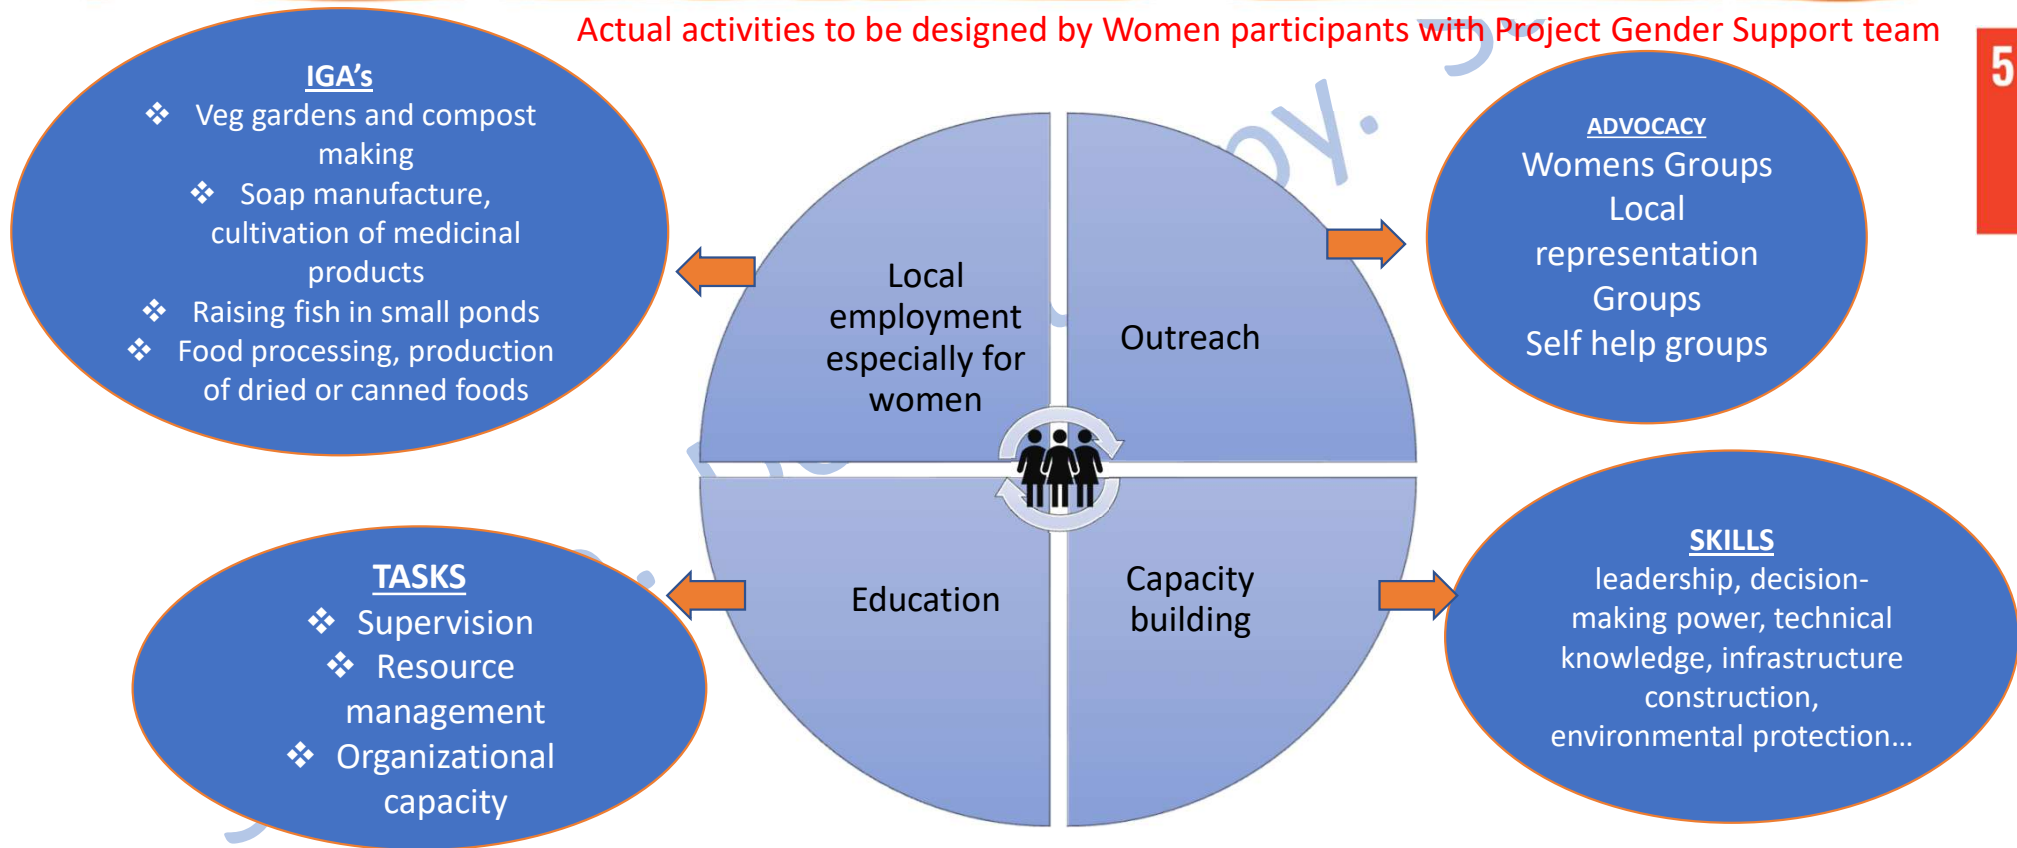 Actual activities to be designed by Women participants with Project Gender Support team
5
IGA's
❖ Veg gardens and compost
making
❖ Soap manufacture,
cultivation of medicinal
products
❖ Raising fish in small ponds
❖ Food processing, production
of dried or canned foods
Local
employment
especially for
women
Outreach
ADVOCACY
Womens Groups
Local
representation
Groups
Self help groups
TASKS
❖ Supervision
❖ Resource
management
❖ Organizational
capacity
Education
Capacity
building
SKILLS
leadership, decision-
making power, technical
knowledge, infrastructure
construction,
environmental protection…